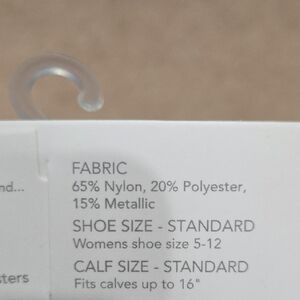 FABRIC
65% Nylon, 20% Polyester,
15% Metallic
SHOE SIZE - STANDARD
Womens shoe size 5-12
CALF SIZE - STANDARD
Fits calves up to 16"
nd...
sters